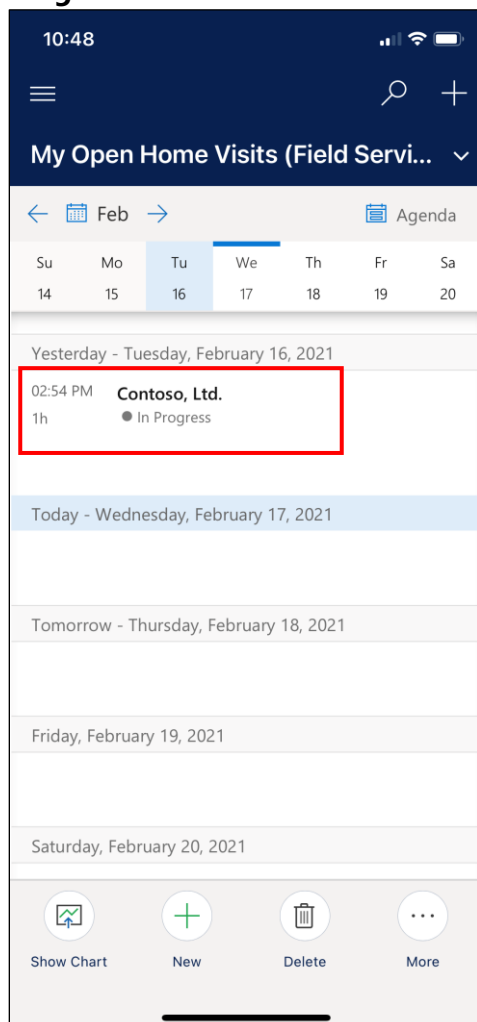 10:48
My Open Home Visits (Field Servi...
Feb Agenda
Su Mo Tu We Th Fr Sa
14 15 16 17 18 19 20
Yesterday - Tuesday, February 16, 2021
02:54 PM Contoso, Ltd.
1h In Progress
Today - Wednesday, February 17, 2021
Tomorrow - Thursday, February 18, 2021
Friday, February 19, 2021
Saturday, February 20, 2021
Show Chart New Delete More